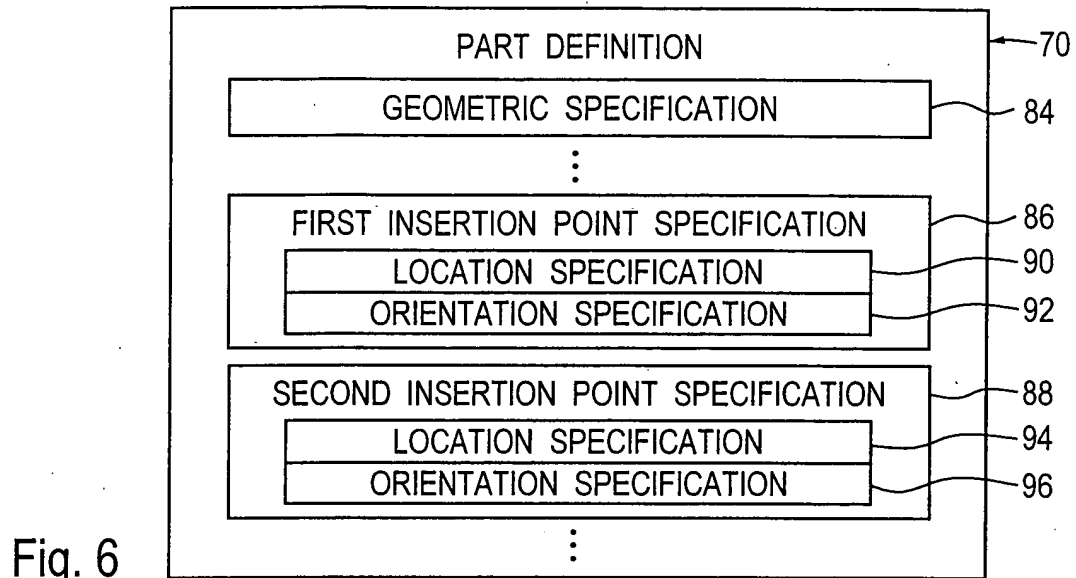 PART DEFINITION
70
GEOMETRIC SPECIFICATION
84
FIRST INSERTION POINT SPECIFICATION
86
LOCATION SPECIFICATION
90
ORIENTATION SPECIFICATION
92
SECOND INSERTION POINT SPECIFICATION
88
LOCATION SPECIFICATION
94
ORIENTATION SPECIFICATION
96
Fig. 6